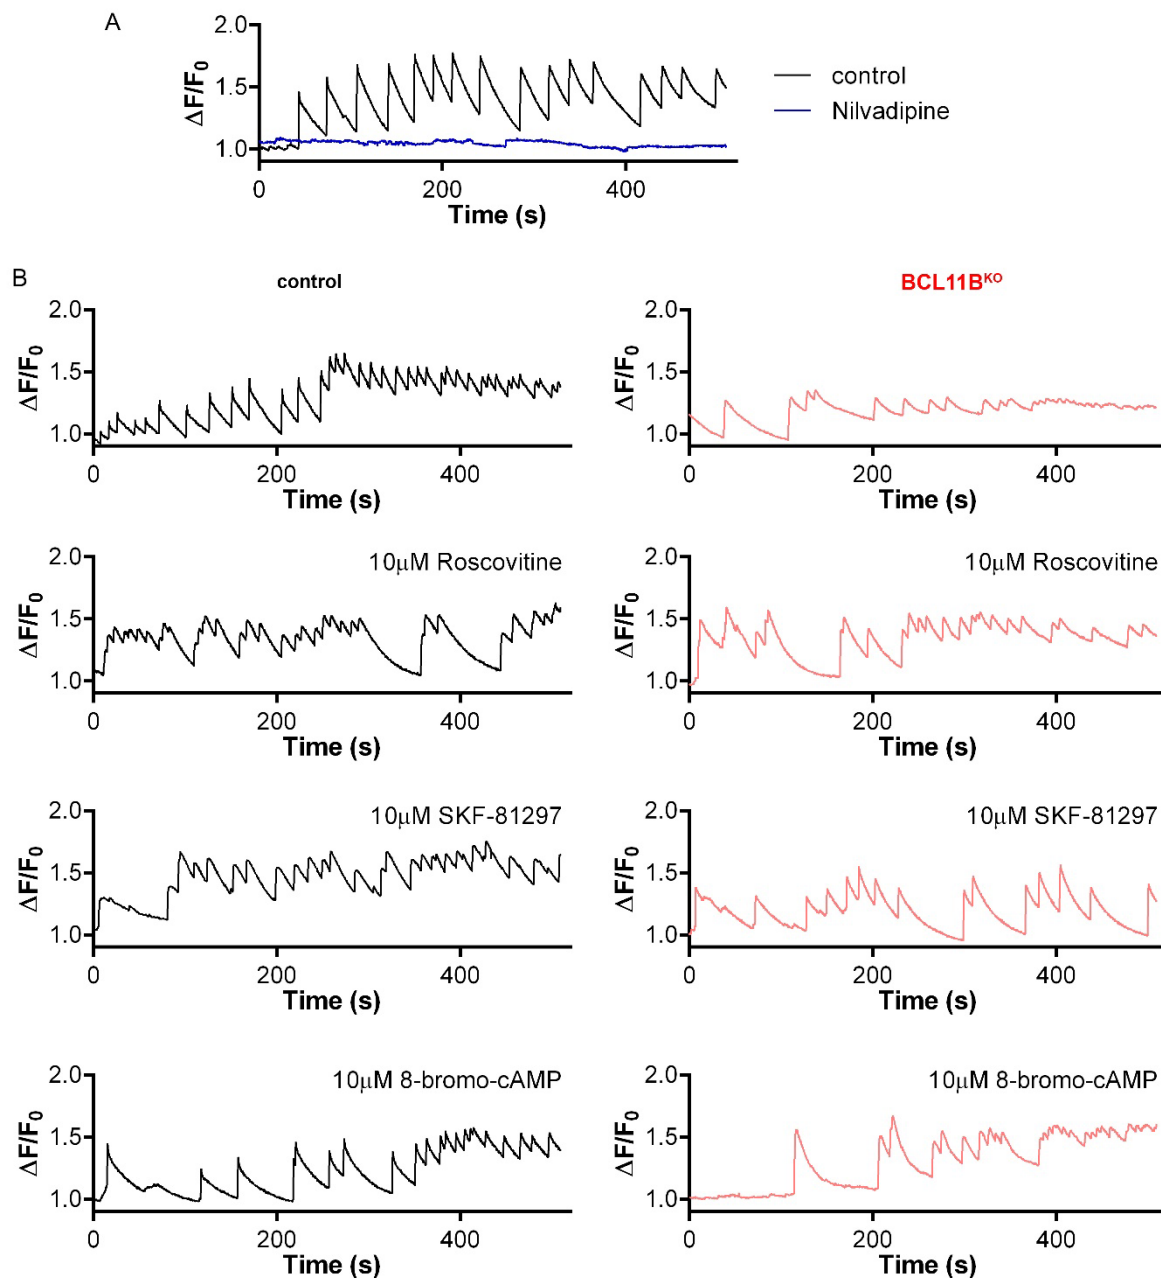 A
2.0
1.5
1.0
ΔF/F0
0 200 400
Time (s)
control
Nilvadipine
B
control
BCL11BKO
2.0
1.5
1.0
ΔF/F0
0 200 400
Time (s)
2.0
1.5
1.0
ΔF/F0
0 200 400
Time (s)
10μM Roscovitine
2.0
1.5
1.0
ΔF/F0
0 200 400
Time (s)
10μM Roscovitine
2.0
1.5
1.0
ΔF/F0
0 200 400
Time (s)
10μM SKF-81297
2.0
1.5
1.0
ΔF/F0
0 200 400
Time (s)
10μM SKF-81297
2.0
1.5
1.0
ΔF/F0
0 200 400
Time (s)
10μM 8-bromo-cAMP
2.0
1.5
1.0
ΔF/F0
0 200 400
Time (s)
10μM 8-bromo-cAMP
2.0
1.5
1.0
ΔF/F0
0 200 400
Time (s)